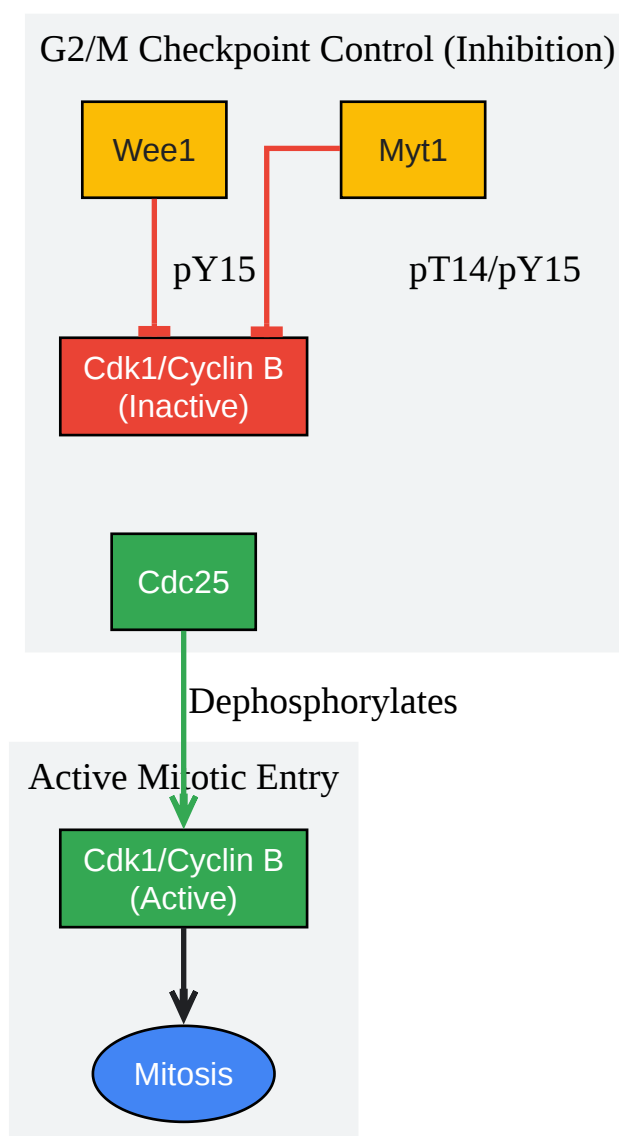 G2/M Checkpoint Control (Inhibition)
Wee1
Myt1
pY15
pT14/pY15
Cdk1/Cyclin B
(Inactive)
Cdc25
Dephosphorylates
Active Mitotic Entry
Cdk1/Cyclin B
(Active)
Mitosis